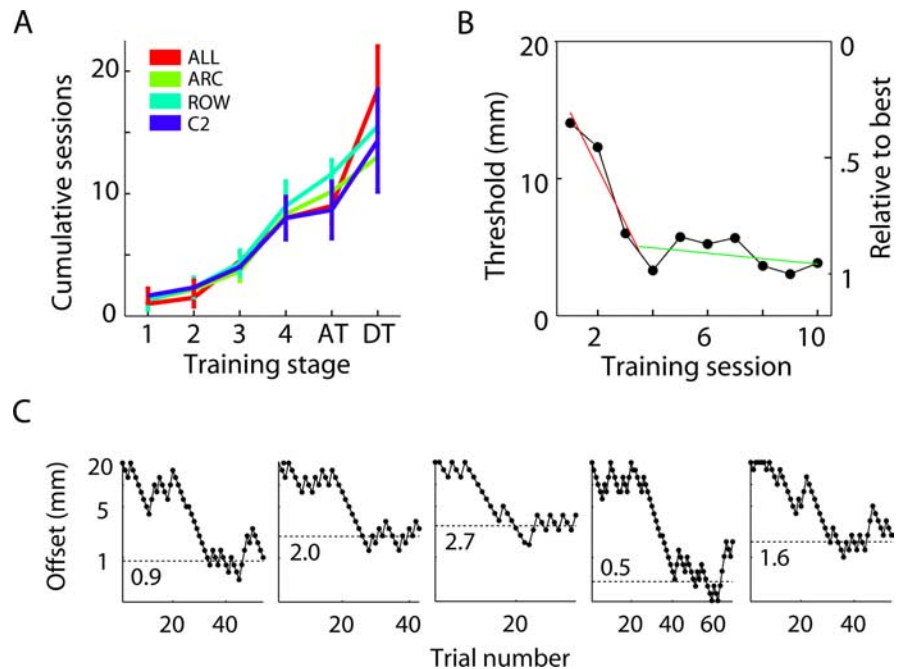 A
20
10
0
Cumulative sessions
ALL
ARC
ROW
C2
1 2 3 4 AT DT
Training stage
B
20
10
0
Threshold (mm)
0
.5
1
Relative to best
2 6 10
Training session
C
Offset (mm)
20
5
1
0.9
20 40
2.0
20 40
2.7
20
0.5
20 40 60
1.6
20 40
Trial number